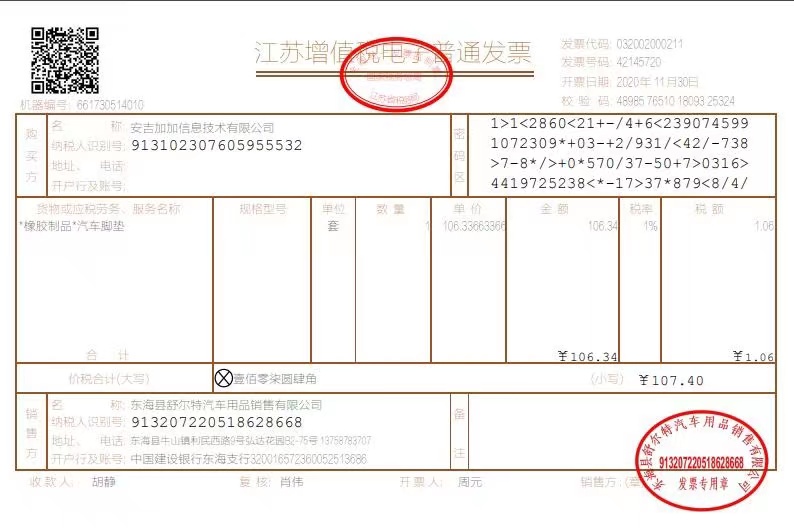 江苏增值税电子普通发票
国家税务总局
江苏省税务局
发票代码: 032002000211
发票号码: 42145720
开票日期: 2020年11月30日
校 验 码: 48985 76510 18093 25324
机器编号: 661730514010
购买方
名 称: 安吉加加信息技术有限公司
纳税人识别号: 913102307605955532
地址、 电话:
开户行及账号:
密码区
1>1<2860<21+-/4+6<239074599
1072309*+03-+2/931/<42/-738
>7-8*/>+0*570/37-50+7>0316>
4419725238<*-17>37*879<8/4/
货物或应税劳务、服务名称 规格型号 单位 数 量 单 价 金 额 税率 税 额
*橡胶制品*汽车脚垫 套 1 106.33663366 106.34 1% 1.06
合 计 ¥106.34 ¥1.06
价税合计(大写) 壹佰零柒圆肆角 (小写) ¥107.40
销售方
名 称: 东海县舒尔特汽车用品销售有限公司
纳税人识别号: 913207220518628668
地址、 电话: 东海县牛山镇利民西路9号弘达花园B2-75号 13758783707
开户行及账号: 中国建设银行东海支行32001657236052513686
备注
收 款 人: 胡静 复 核: 肖伟 开 票 人: 周元 销售方: (章)
东海县舒尔特汽车用品销售有限公司
913207220518628668
发票专用章